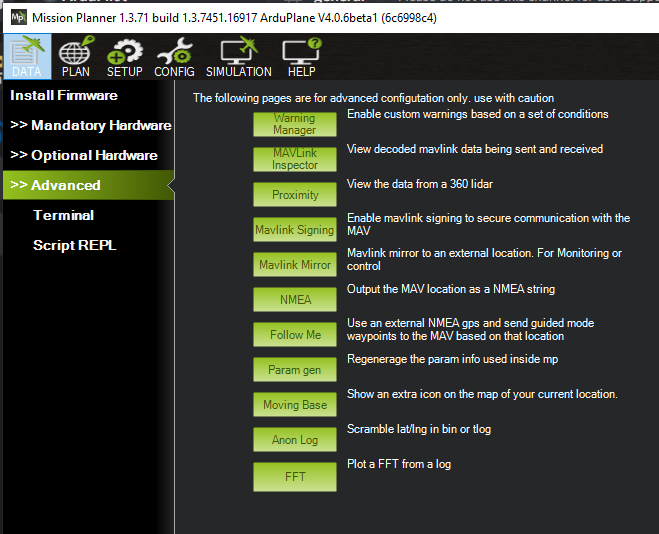 Mission Planner 1.3.71 build 1.3.7451.16917 ArduPlane V4.0.6beta1 (6c6998c4)
DATA PLAN SETUP CONFIG SIMULATION HELP
Install Firmware
>> Mandatory Hardware
>> Optional Hardware
>> Advanced
Terminal
Script REPL
The following pages are for advanced configutation only. use with caution
Warning
Manager
Enable custom warnings based on a set of conditions
MAVLink
Inspector
View decoded mavlink data being sent and received
Proximity
View the data from a 360 lidar
Mavlink Signing
Enable mavlink signing to secure communication with the
MAV
Mavlink Mirror
Mavlink mirror to an external location. For Monitoring or
control
NMEA
Output the MAV location as a NMEA string
Follow Me
Use an external NMEA gps and send guided mode
waypoints to the MAV based on that location
Param gen
Regenerage the param info used inside mp
Moving Base
Show an extra icon on the map of your current location.
Anon Log
Scramble lat/lng in bin or tlog
FFT
Plot a FFT from a log